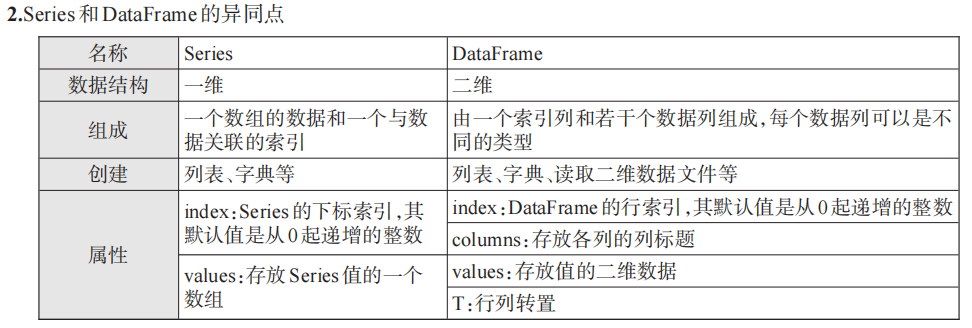 2.Series和DataFrame的异同点
名称 Series DataFrame
数据结构 一维 二维
组成 一个数组的数据和一个与数 由一个索引列和若干个数据列组成,每个数据列可以是不
据关联的索引 同的类型
创建 列表、字典等 列表、字典、读取二维数据文件等
属性 index:Series的下标索引,其 index:DataFrame的行索引,其默认值是从0起递增的整数
默认值是从0起递增的整数 columns:存放各列的列标题
values:存放Series值的一个 values:存放值的二维数据
数组 T:行列转置